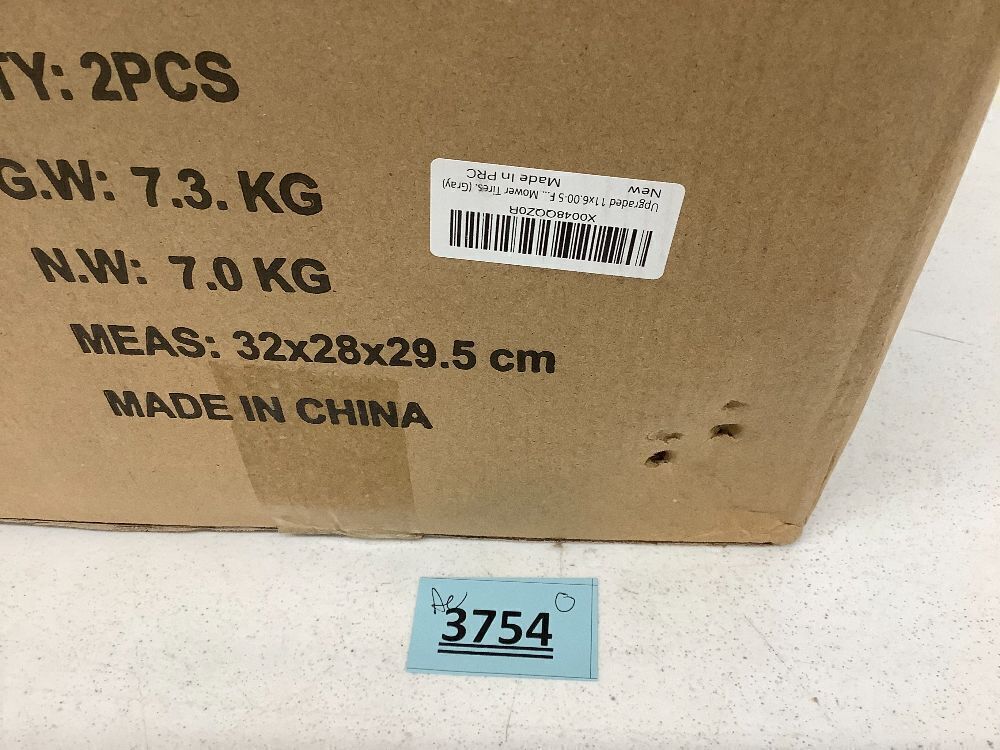 TY: 2PCS
G.W: 7.3. KG
N.W: 7.0 KG
MEAS: 32x28x29.5 cm
MADE IN CHINA
X0048QQZ0R
Upgraded 11x6.00-5 F... Mower Tires, (Gray)
New
Made In PRC
3754